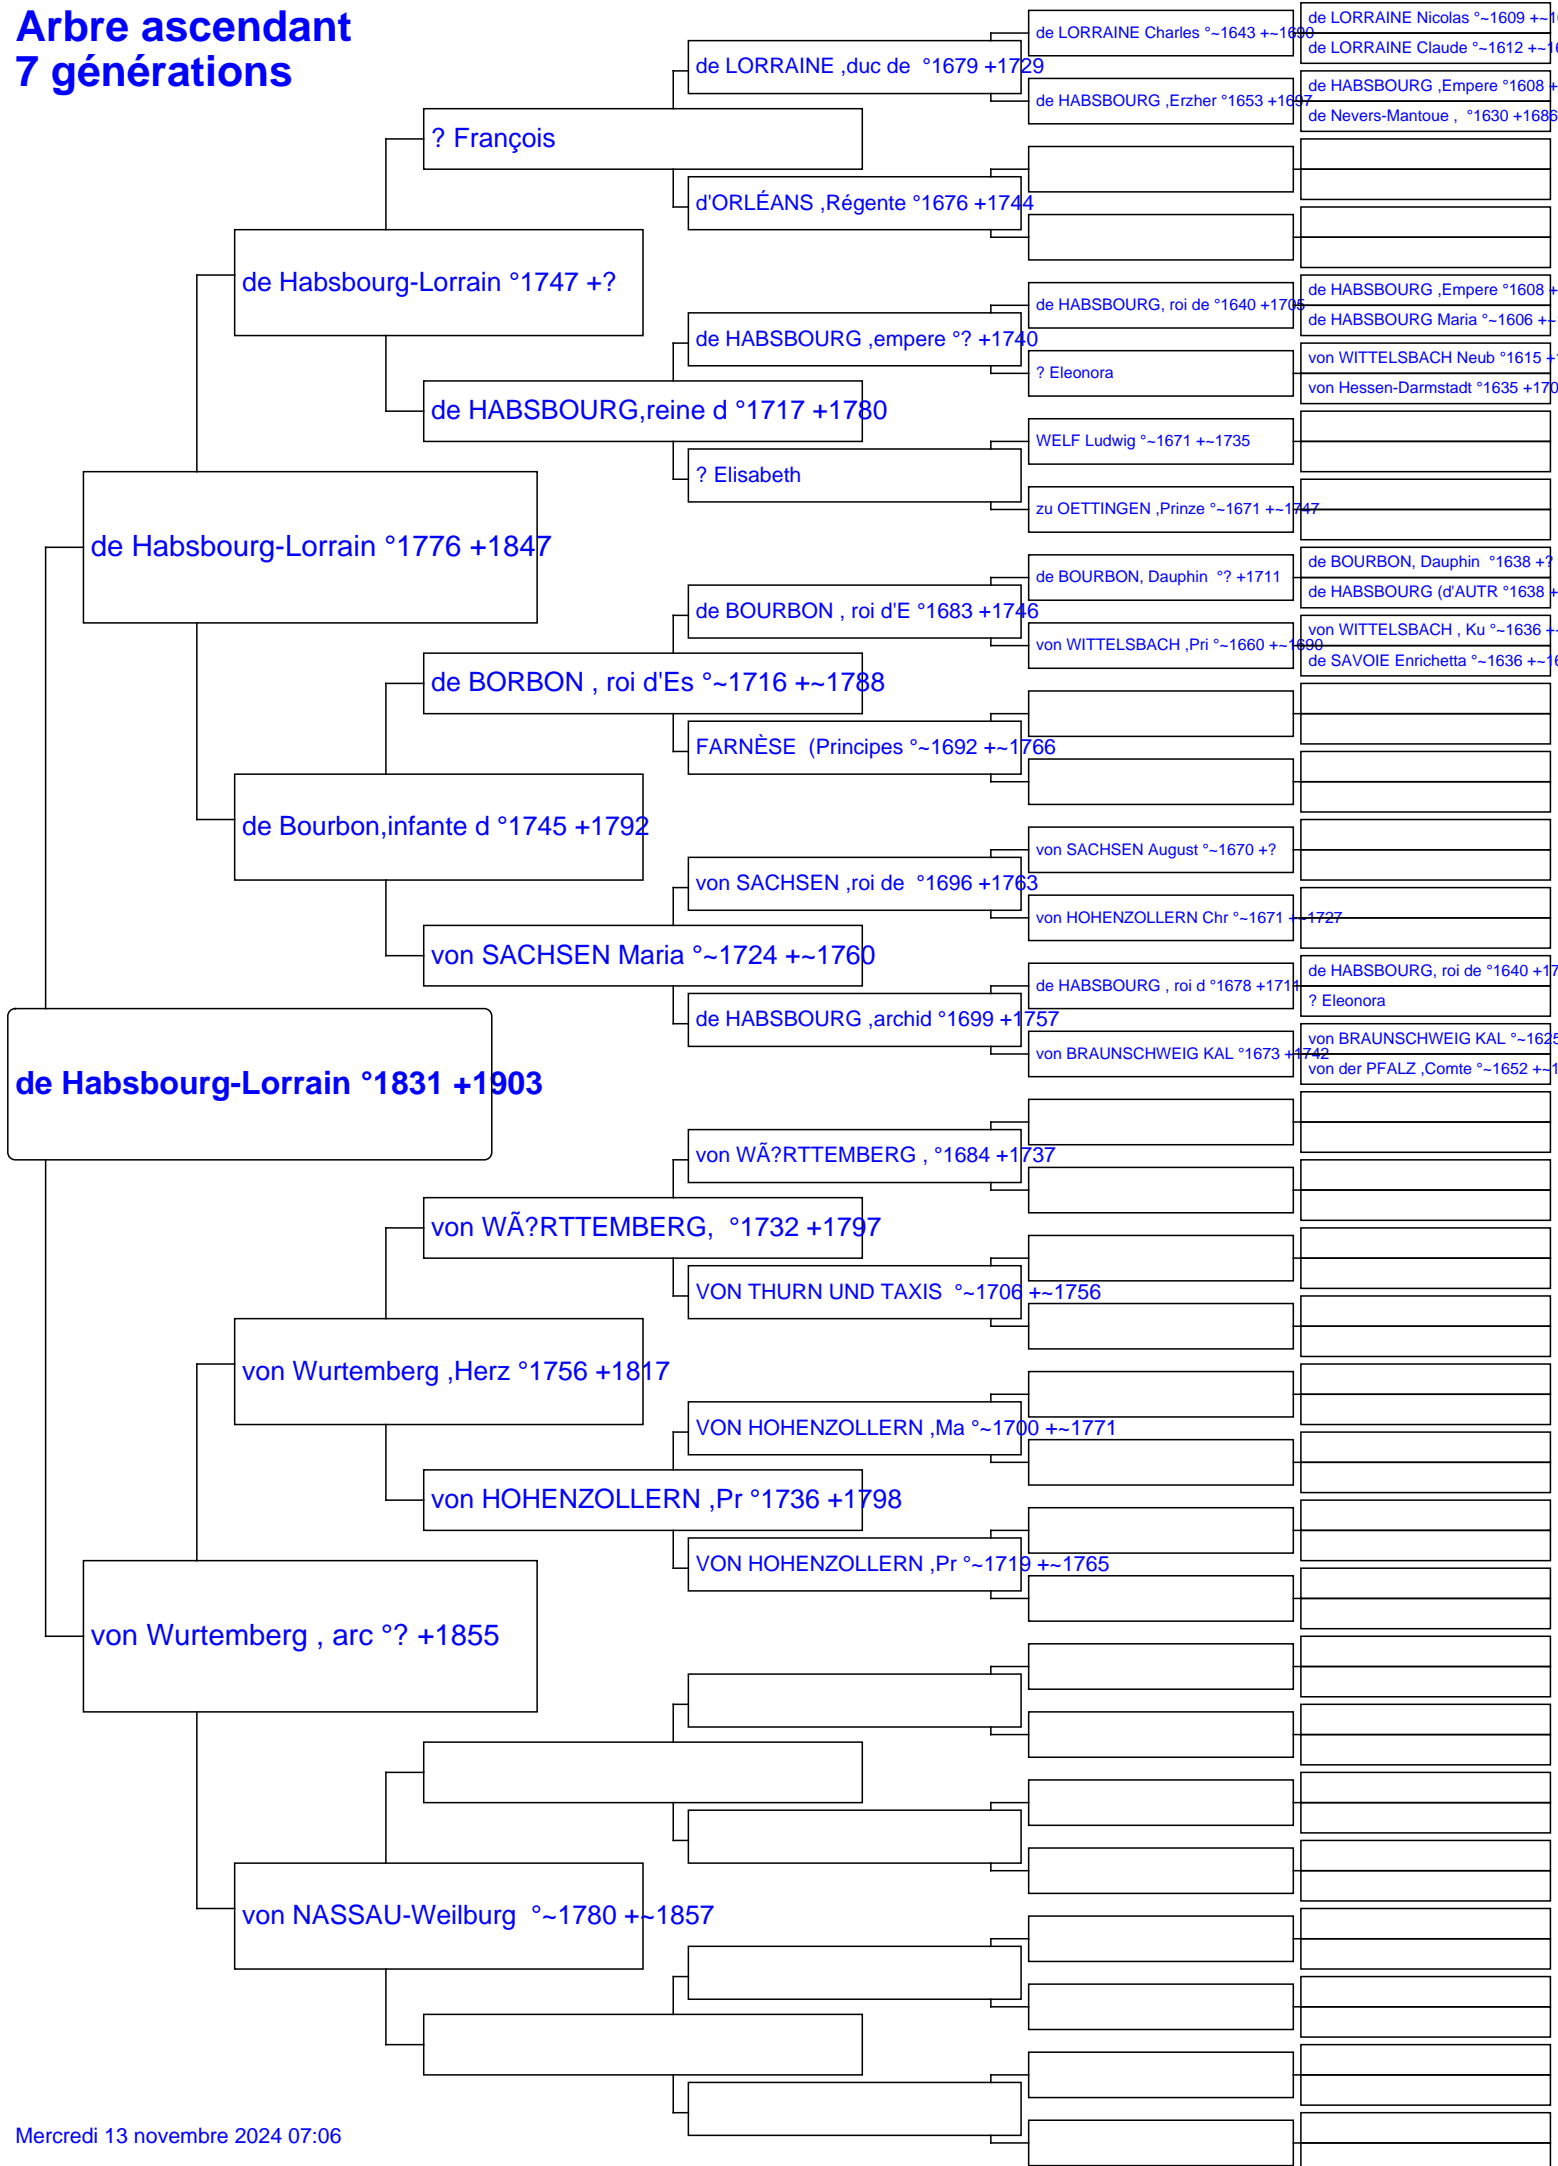 Arbre ascendant
7 générations
de LORRAINE Charles °~1643 +~1690
de LORRAINE Nicolas °~1609 +~1
de LORRAINE Claude °~1612 +~16
de LORRAINE ,duc de  °1679 +1729
de HABSBOURG ,Erzher °1653 +1697
de HABSBOURG ,Empere °1608 +
de Nevers-Mantoue ,  °1630 +1686
? François
d'ORLÉANS ,Régente °1676 +1744
de Habsbourg-Lorrain °1747 +?
de HABSBOURG, roi de °1640 +1705
de HABSBOURG ,Empere °1608 +
de HABSBOURG Maria °~1606 +~
de HABSBOURG ,empere °? +1740
? Eleonora
von WITTELSBACH Neub °1615 +1
von Hessen-Darmstadt °1635 +170
de HABSBOURG,reine d °1717 +1780
WELF Ludwig °~1671 +~1735
? Elisabeth
zu OETTINGEN ,Prinze °~1671 +~1747
de Habsbourg-Lorrain °1776 +1847
de BOURBON, Dauphin  °? +1711
de BOURBON, Dauphin  °1638 +?
de HABSBOURG (d'AUTR °1638 +
de BOURBON , roi d'E °1683 +1746
von WITTELSBACH ,Pri °~1660 +~1690
von WITTELSBACH , Ku °~1636 +~
de SAVOIE Enrichetta °~1636 +~16
de BORBON , roi d'Es °~1716 +~1788
FARNÈSE  (Principes °~1692 +~1766
de Bourbon,infante d °1745 +1792
von SACHSEN August °~1670 +?
von SACHSEN ,roi de  °1696 +1763
von HOHENZOLLERN Chr °~1671 +~1727
von SACHSEN Maria °~1724 +~1760
de HABSBOURG , roi d °1678 +1711
de HABSBOURG, roi de °1640 +17
? Eleonora
de HABSBOURG ,archid °1699 +1757
von BRAUNSCHWEIG KAL °1673 +1742
von BRAUNSCHWEIG KAL °~1625
von der PFALZ ,Comte °~1652 +~1
de Habsbourg-Lorrain °1831 +1903
von WÃ?RTTEMBERG , °1684 +1737
von WÃ?RTTEMBERG,  °1732 +1797
VON THURN UND TAXIS  °~1706 +~1756
von Wurtemberg ,Herz °1756 +1817
VON HOHENZOLLERN ,Ma °~1700 +~1771
von HOHENZOLLERN ,Pr °1736 +1798
VON HOHENZOLLERN ,Pr °~1719 +~1765
von Wurtemberg , arc °? +1855
von NASSAU-Weilburg  °~1780 +~1857
Mercredi 13 novembre 2024 07:06